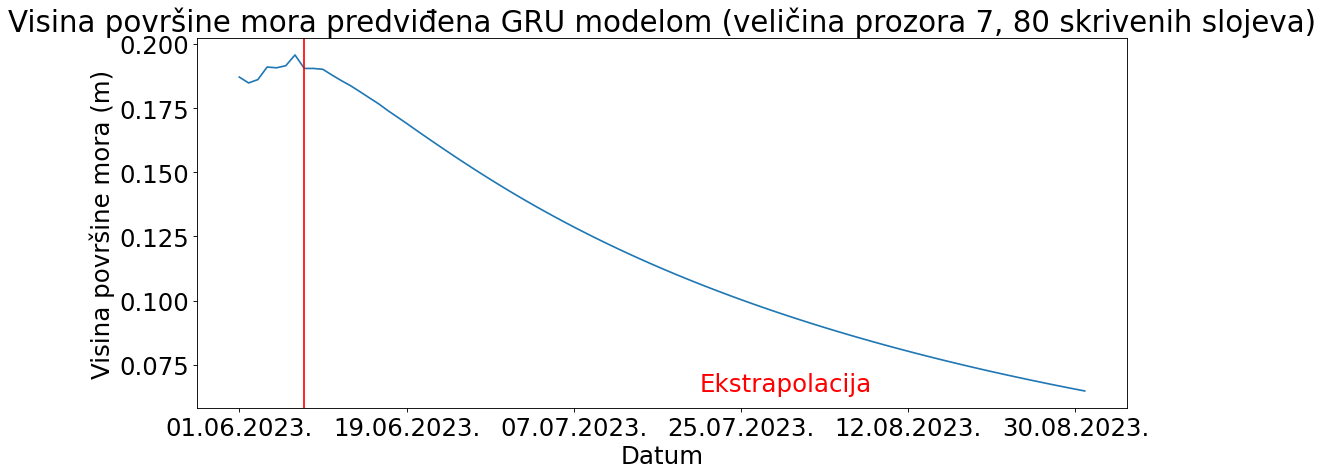 Visina površine mora predviđena GRU modelom (veličina prozora 7, 80 skrivenih slojeva)
Visina površine mora (m)
0.200
0.175
0.150
0.125
0.100
0.075
Ekstrapolacija
01.06.2023. 19.06.2023. 07.07.2023. 25.07.2023. 12.08.2023. 30.08.2023.
Datum